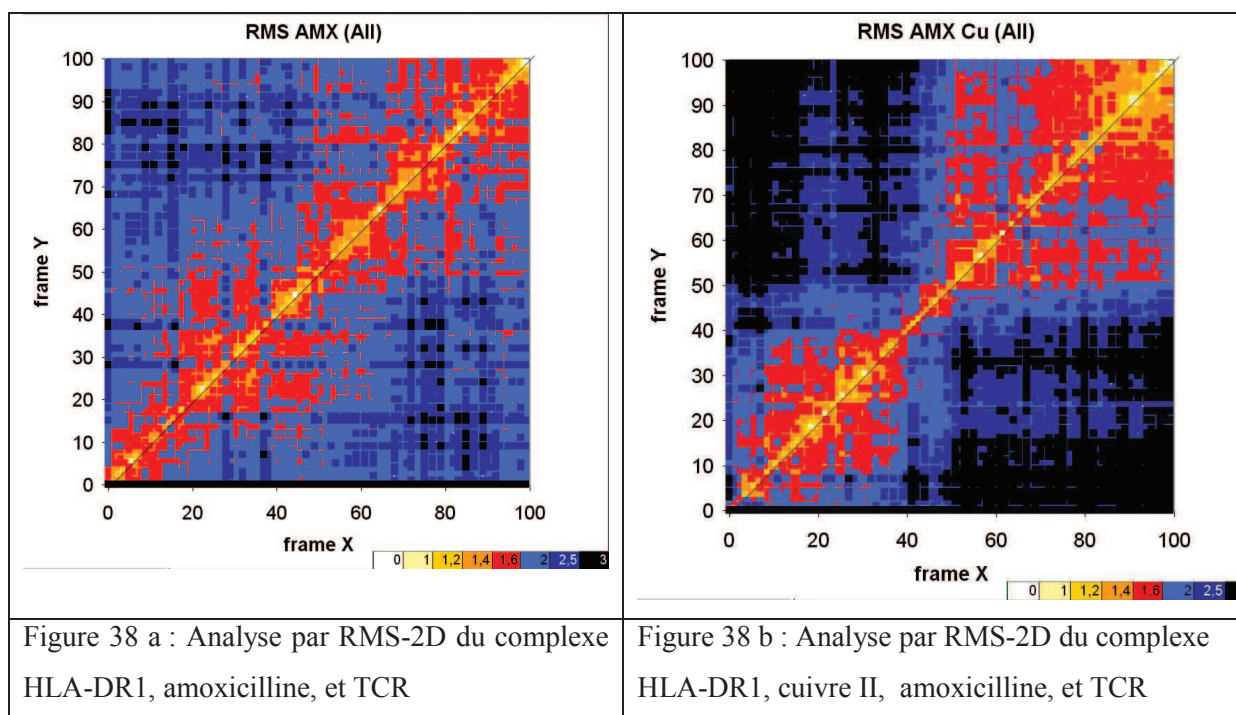 RMS AMX (All)
100
90
80
70
60
50
40
30
20
10
0
frame Y
0 20 40 60 80 100
frame X
0 1 1,2 1,4 1,6 2 2,5 3
Figure 38 a : Analyse par RMS-2D du complexe
HLA-DR1, amoxicilline, et TCR
RMS AMX Cu (All)
100
90
80
70
60
50
40
30
20
10
0
frame Y
0 20 40 60 80 100
frame X
0 1 1,2 1,4 1,6 2 2,5
Figure 38 b : Analyse par RMS-2D du complexe
HLA-DR1, cuivre II, amoxicilline, et TCR